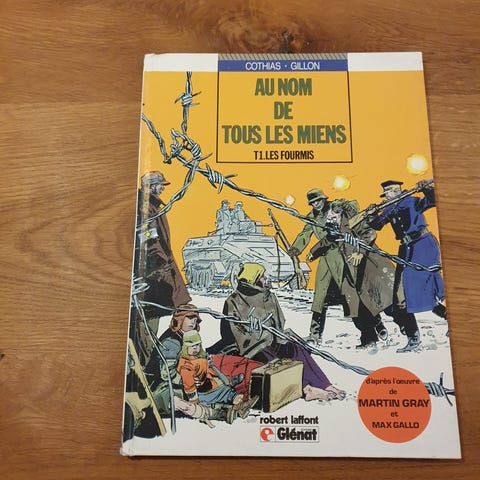 COTHIAS • GILLON
AU NOM
DE
TOUS LES MIENS
T1. LES FOURMIS
d'après l'œuvre
de
MARTIN GRAY
et
MAX GALLO
robert laffont
Glénat